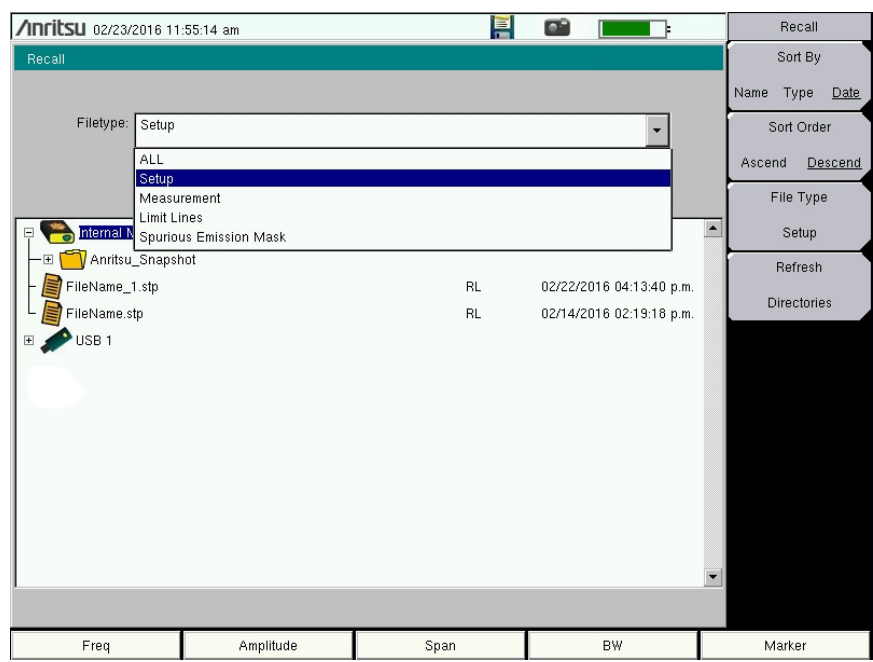 Anritsu 02/23/2016 11:55:14 am
Recall
Filetype: Setup
ALL
Setup
Measurement
Limit Lines
Spurious Emission Mask
Internal
Anritsu_Snapshot
FileName_1.stp RL 02/22/2016 04:13:40 p.m.
FileName.stp RL 02/14/2016 02:19:18 p.m.
USB 1
Recall
Sort By
Name Type Date
Sort Order
Ascend Descend
File Type
Setup
Refresh
Directories
Freq Amplitude Span BW Marker